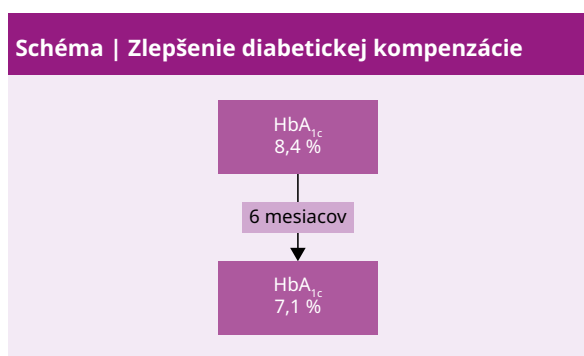 Schéma | Zlepšenie diabetickej kompenzácie
HbA1c
8,4 %
6 mesiacov
HbA1c
7,1 %